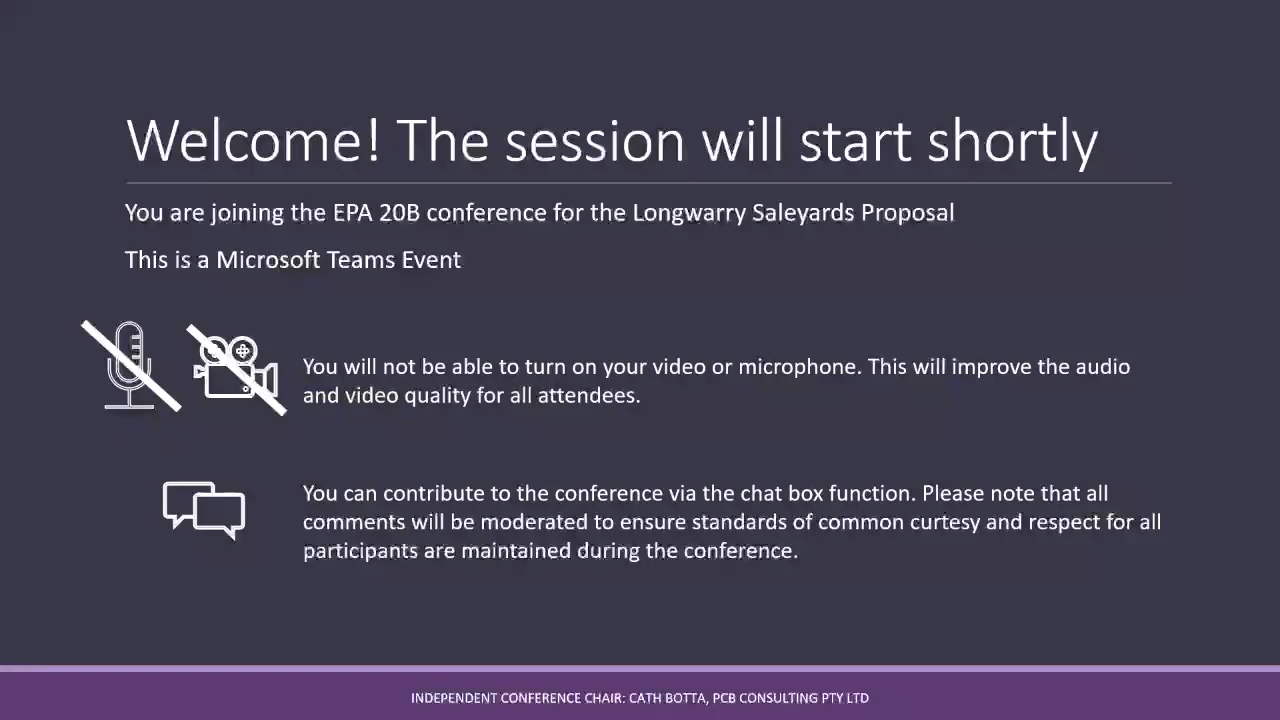 Welcome! The session will start shortly
You are joining the EPA 20B conference for the Longwarry Saleyards Proposal
This is a Microsoft Teams Event
You will not be able to turn on your video or microphone. This will improve the audio
and video quality for all attendees.
You can contribute to the conference via the chat box function. Please note that all
comments will be moderated to ensure standards of common curtesy and respect for all
participants are maintained during the conference.
INDEPENDENT CONFERENCE CHAIR: CATH BOTTA, PCB CONSULTING PTY LTD